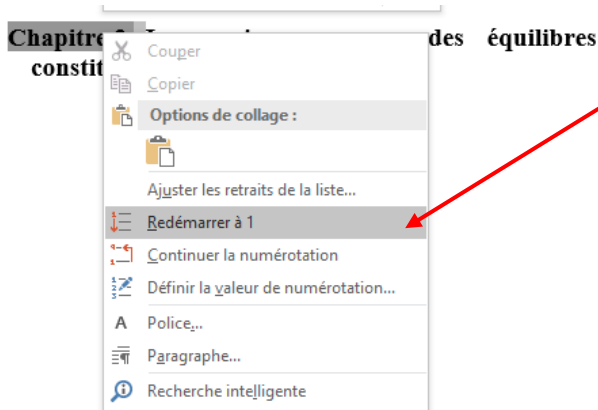 Chapitre des équilibres
constit
Couper
Copier
Options de collage :
Ajuster les retraits de la liste...
Redémarrer à 1
Continuer la numérotation
Définir la valeur de numérotation...
Police...
Paragraphe...
Recherche intelligente